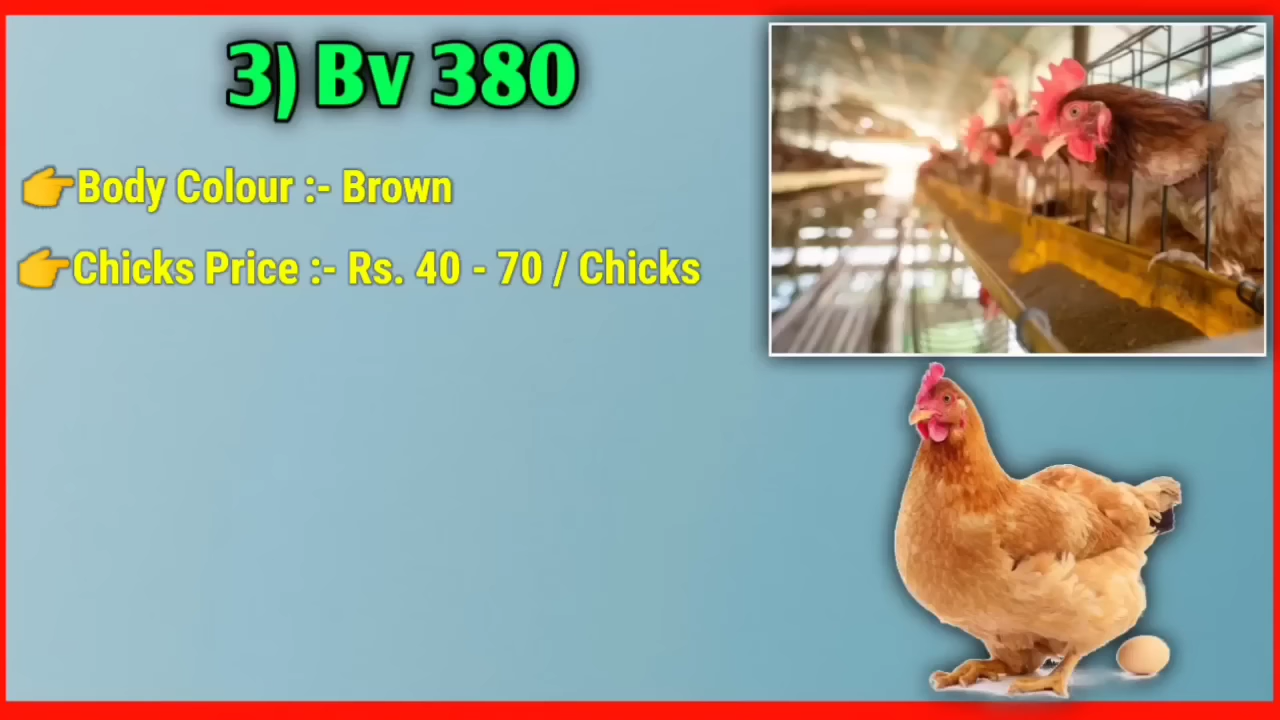 3) Bv 380
👉Body Colour :- Brown
👉Chicks Price :- Rs. 40 - 70 / Chicks